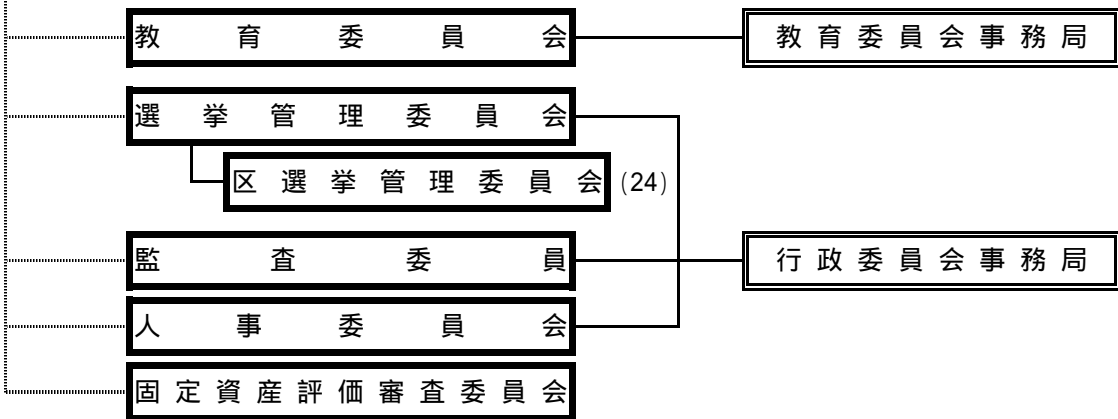 教育委員会
教育委員会事務局
選挙管理委員会
区選挙管理委員会 (24)
監査委員
行政委員会事務局
人事委員会
固定資産評価審査委員会